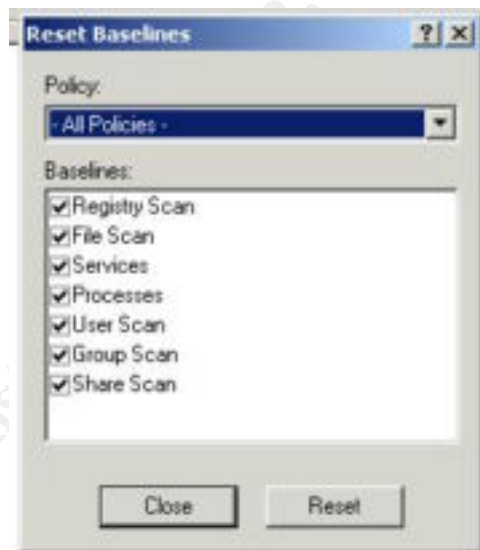 Reset Baselines
Policy:
- All Policies -
Baselines:
Registry Scan
File Scan
Services
Processes
User Scan
Group Scan
Share Scan
Close
Reset